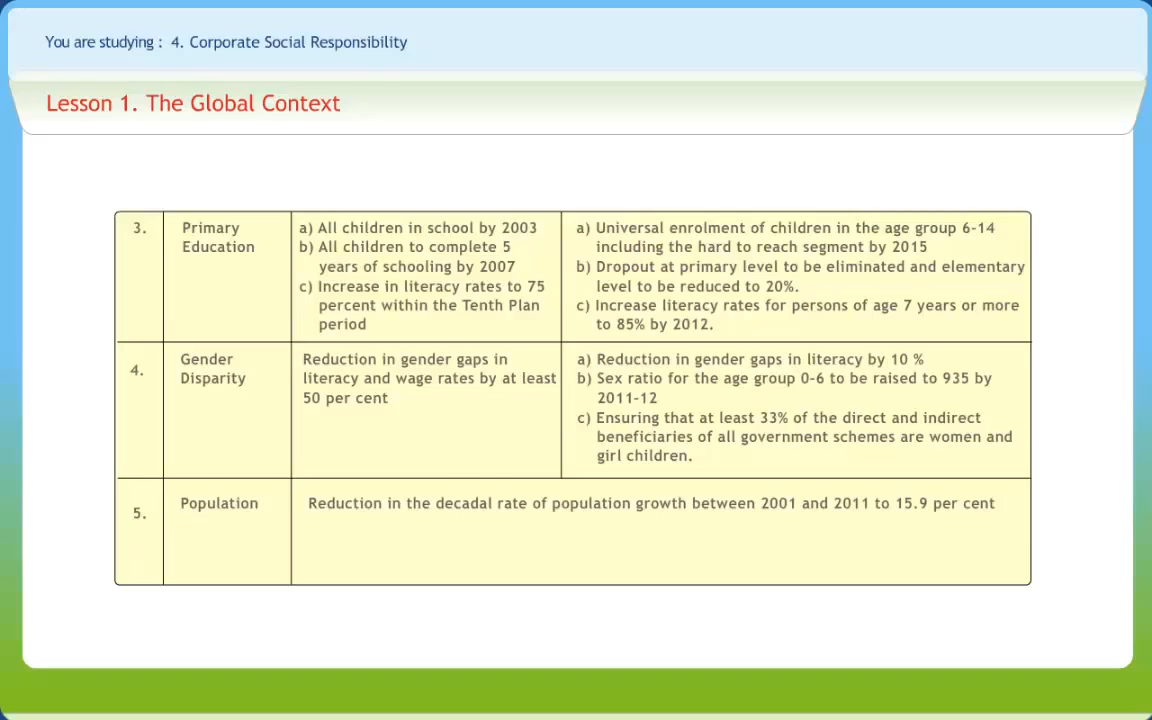 You are studying : 4. Corporate Social Responsibility
Lesson 1. The Global Context
3.
Primary
Education
a) All children in school by 2003
b) All children to complete 5
years of schooling by 2007
c) Increase in literacy rates to 75
percent within the Tenth Plan
period
a) Universal enrolment of children in the age group 6-14
including the hard to reach segment by 2015
b) Dropout at primary level to be eliminated and elementary
level to be reduced to 20%.
c) Increase literacy rates for persons of age 7 years or more
to 85% by 2012.
4.
Gender
Disparity
Reduction in gender gaps in
literacy and wage rates by at least
50 per cent
a) Reduction in gender gaps in literacy by 10 %
b) Sex ratio for the age group 0-6 to be raised to 935 by
2011-12
c) Ensuring that at least 33% of the direct and indirect
beneficiaries of all government schemes are women and
girl children.
5.
Population
Reduction in the decadal rate of population growth between 2001 and 2011 to 15.9 per cent